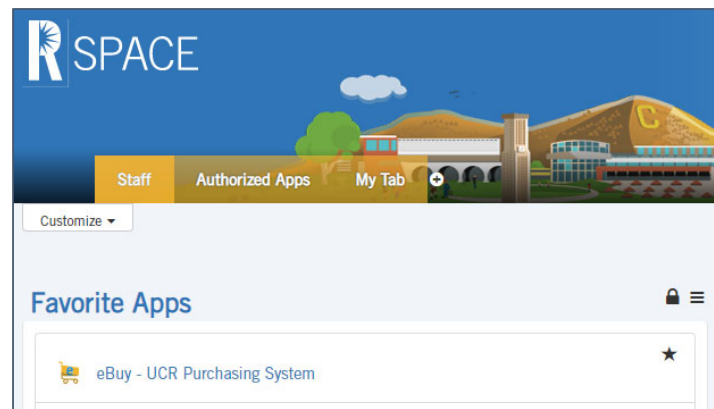 R SPACE
C
Staff Authorized Apps My Tab
Customize
Favorite Apps
e eBuy - UCR Purchasing System